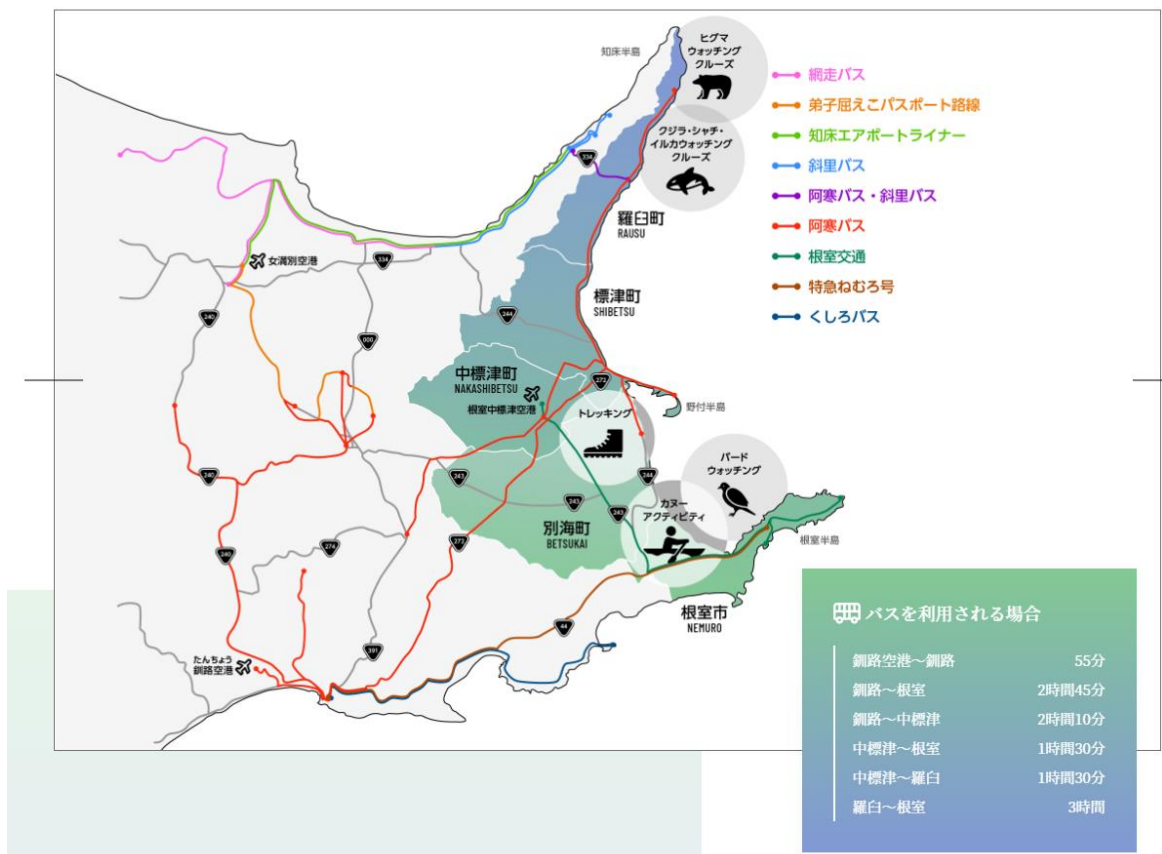 知床半島
ヒグマ
ウォッチング
クルーズ
クジラ・シャチ・
イルカウォッチング
クルーズ
網走バス
弟子屈えこパスポート路線
知床エアポートライナー
斜里バス
阿寒バス・斜里バス
阿寒バス
根室交通
特急ねむろ号
くしろバス
334
羅臼町
RAUSU
女満別空港
334
標津町
SHIBETSU
240
244
000
中標津町
NAKASHIBETSU
根室中標津空港
272
野付半島
トレッキング
バード
ウォッチング
240
243
243
244
243
カヌー
アクティビティ
別海町
BETSUKAI
根室半島
240
274
272
根室市
NEMURO
44
391
たんちょう
釧路空港
バスを利用される場合
釧路空港~釧路 55分
釧路~根室 2時間45分
釧路~中標津 2時間10分
中標津~根室 1時間30分
中標津~羅臼 1時間30分
羅臼~根室 3時間